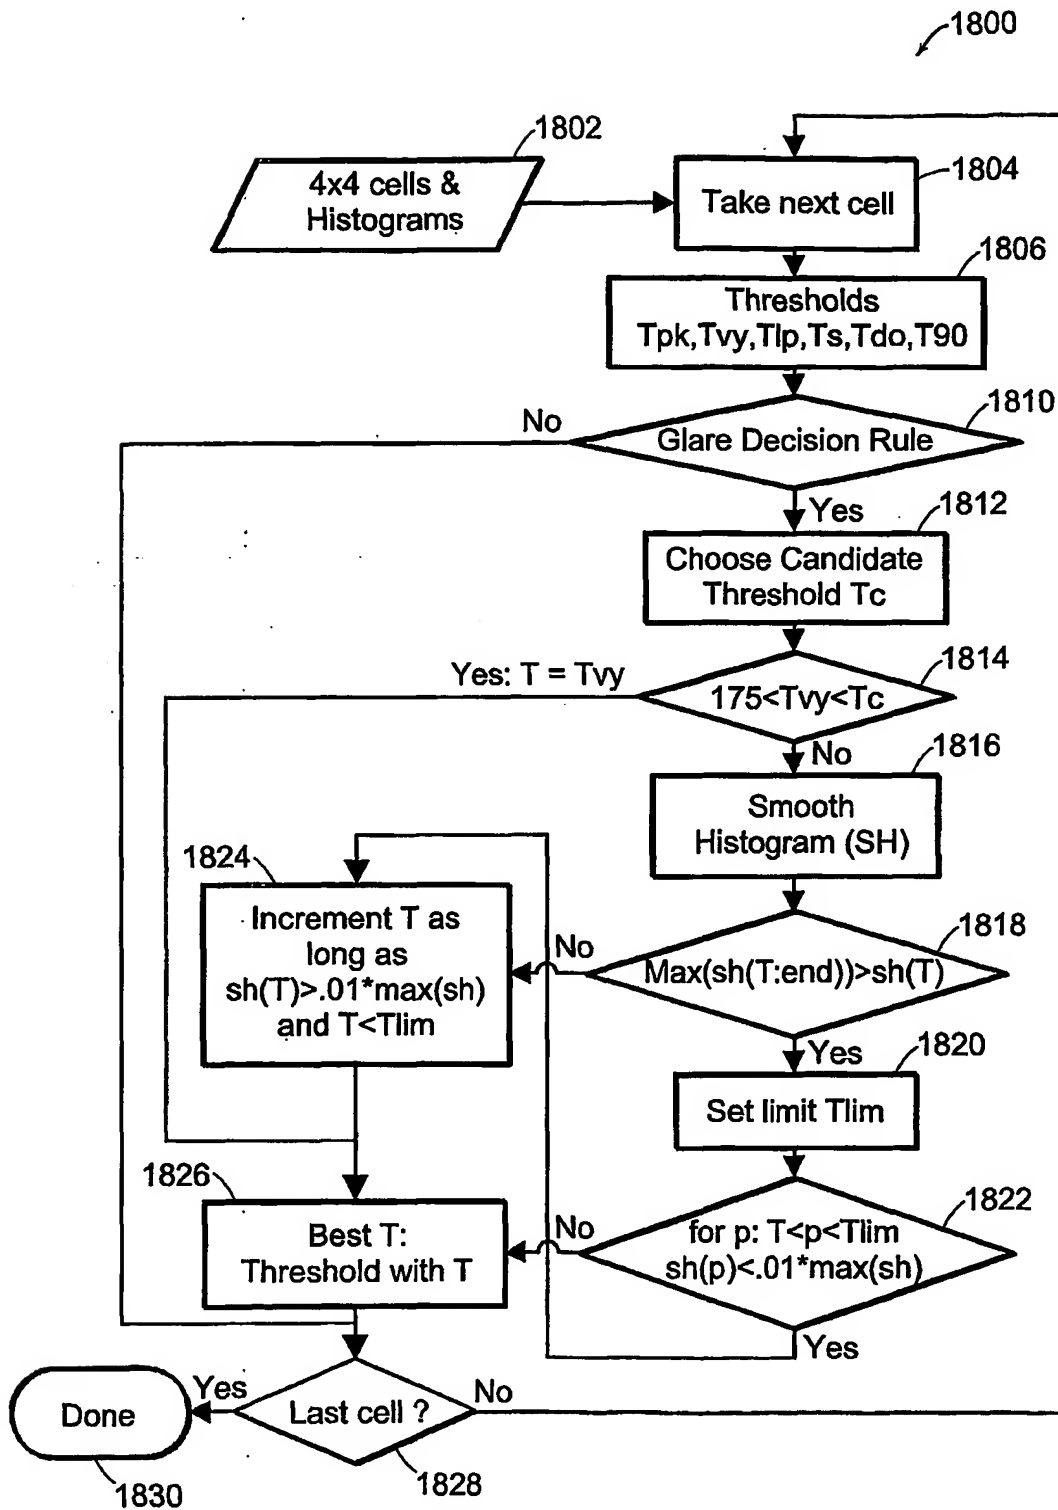 1800
1802
4x4 cells &
Histograms
1804
Take next cell
1806
Thresholds
Tpk,Tvy,Tlp,Ts,Tdo,T90
1810
No
Glare Decision Rule
Yes
1812
Choose Candidate
Threshold Tc
1814
Yes: T = Tvy
175<Tvy<Tc
No
1816
Smooth
Histogram (SH)
1824
Increment T as
long as
sh(T)>.01*max(sh)
and T<Tlim
1818
No
Max(sh(T:end))>sh(T)
Yes
1820
Set limit Tlim
1826
Best T:
Threshold with T
1822
No
for p: T<p<Tlim
sh(p)<.01*max(sh)
Yes
Yes
No
Done
Last cell ?
1828
1830